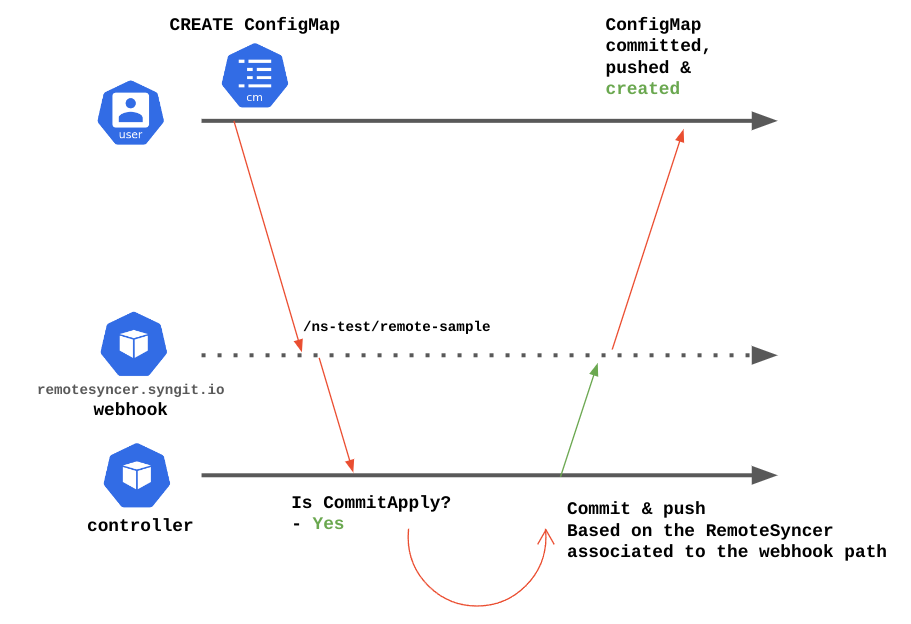 CREATE ConfigMap
cm
ConfigMap
committed,
pushed &
created
user
/ns-test/remote-sample
remotesyncer.syngit.io
webhook
controller
Is CommitApply?
- Yes
Commit & push
Based on the RemoteSyncer
associated to the webhook path